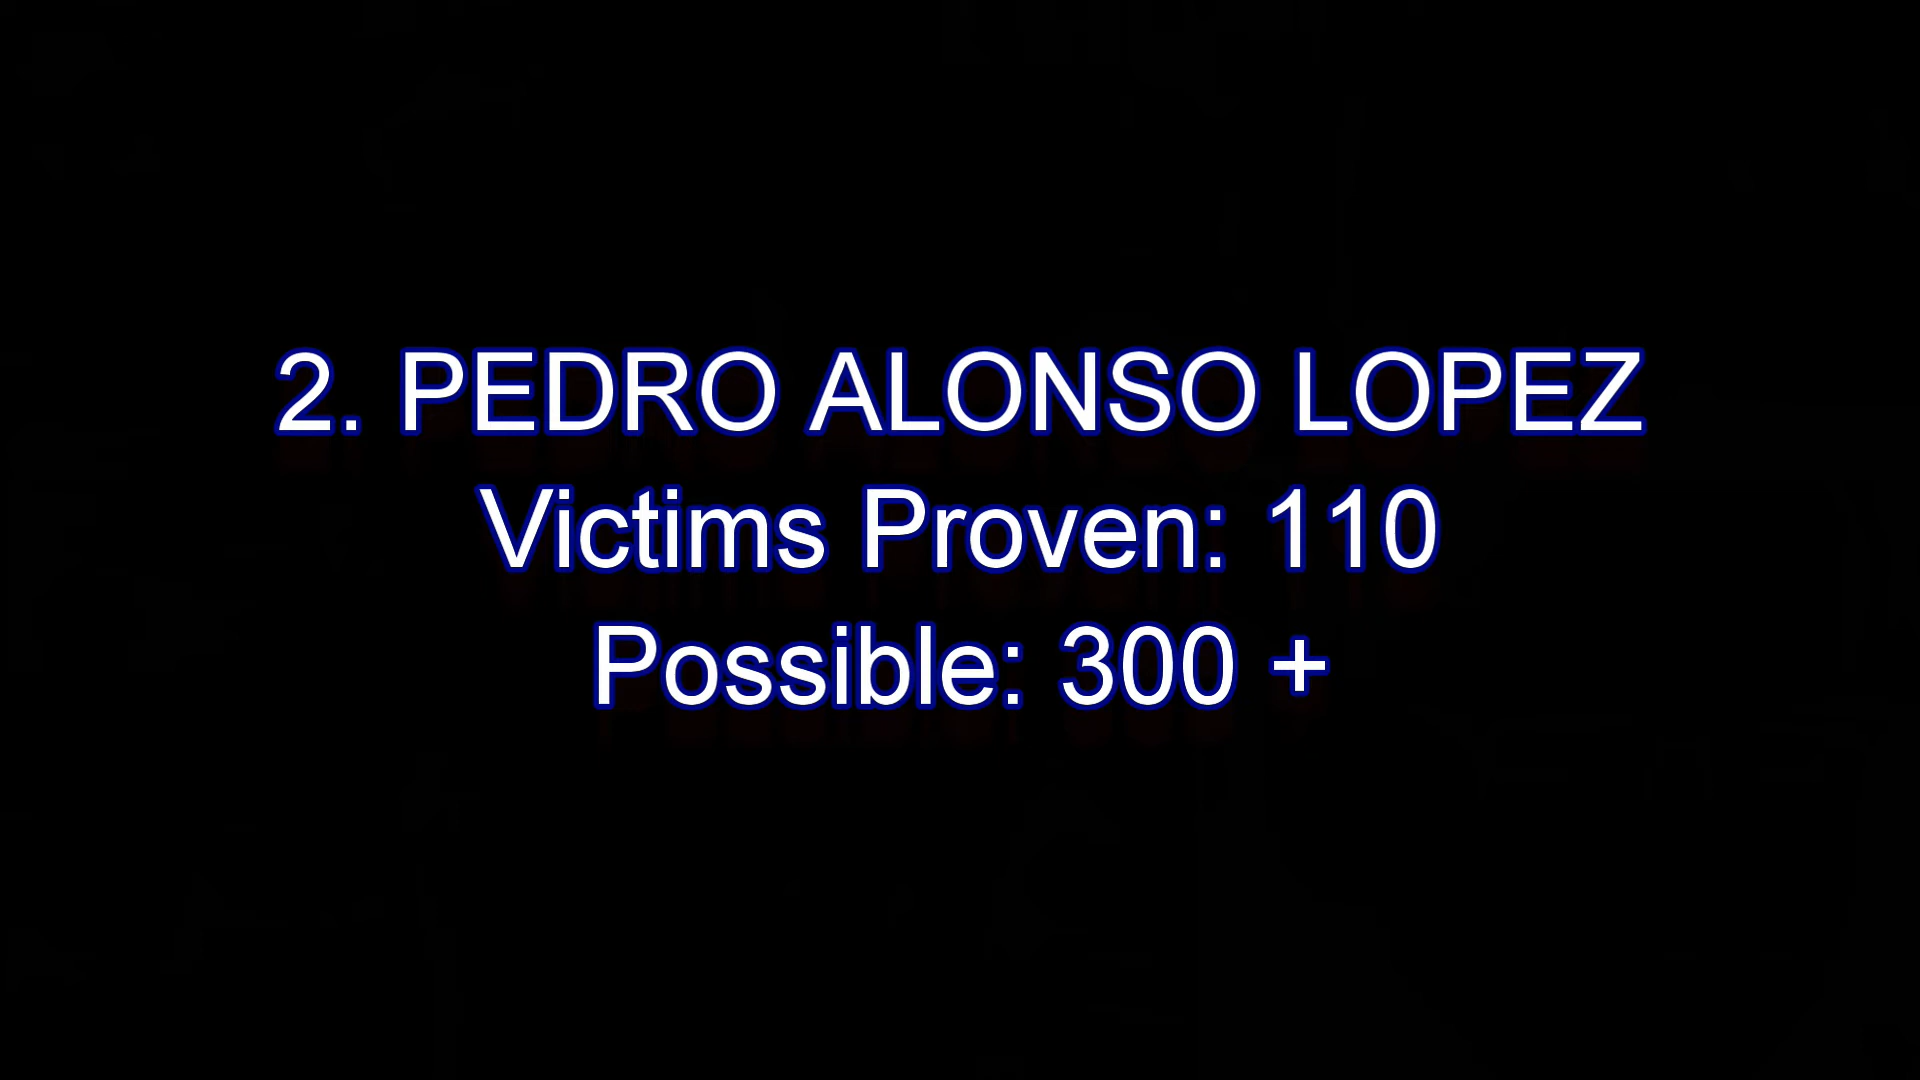 2. PEDRO ALONSO LOPEZ
Victims Proven: 110
Possible: 300 +